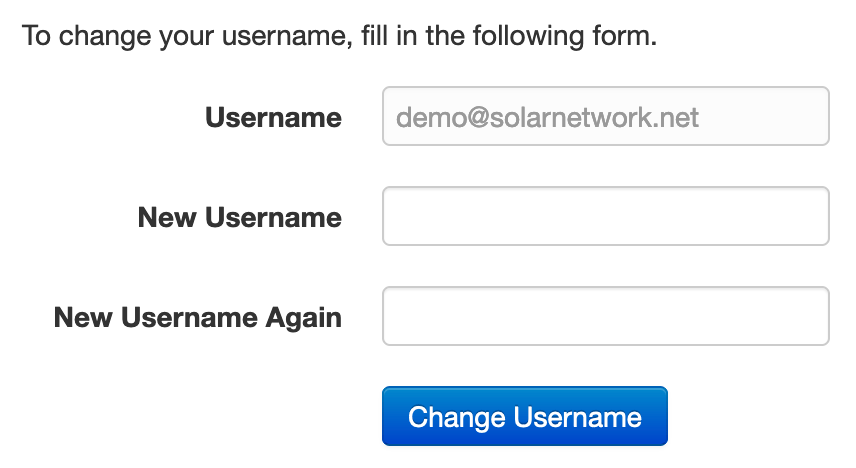 To change your username, fill in the following form.
Username demo@solarnetwork.net
New Username
New Username Again
Change Username